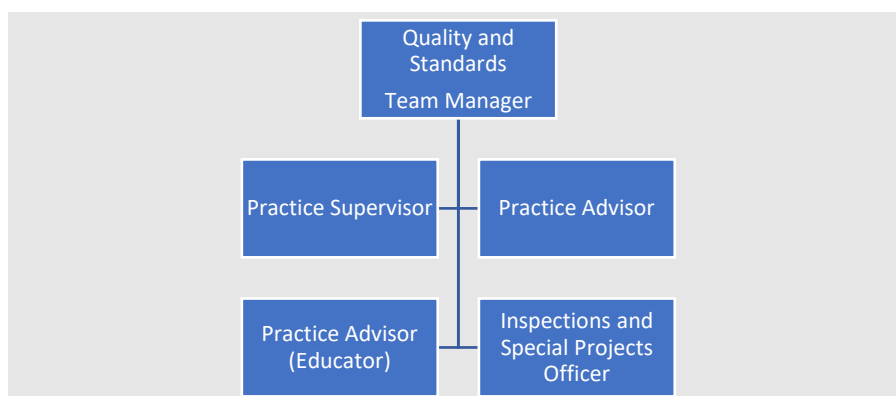 Quality and
Standards
Team Manager
Practice Supervisor
Practice Advisor
Practice Advisor
(Educator)
Inspections and
Special Projects
Officer